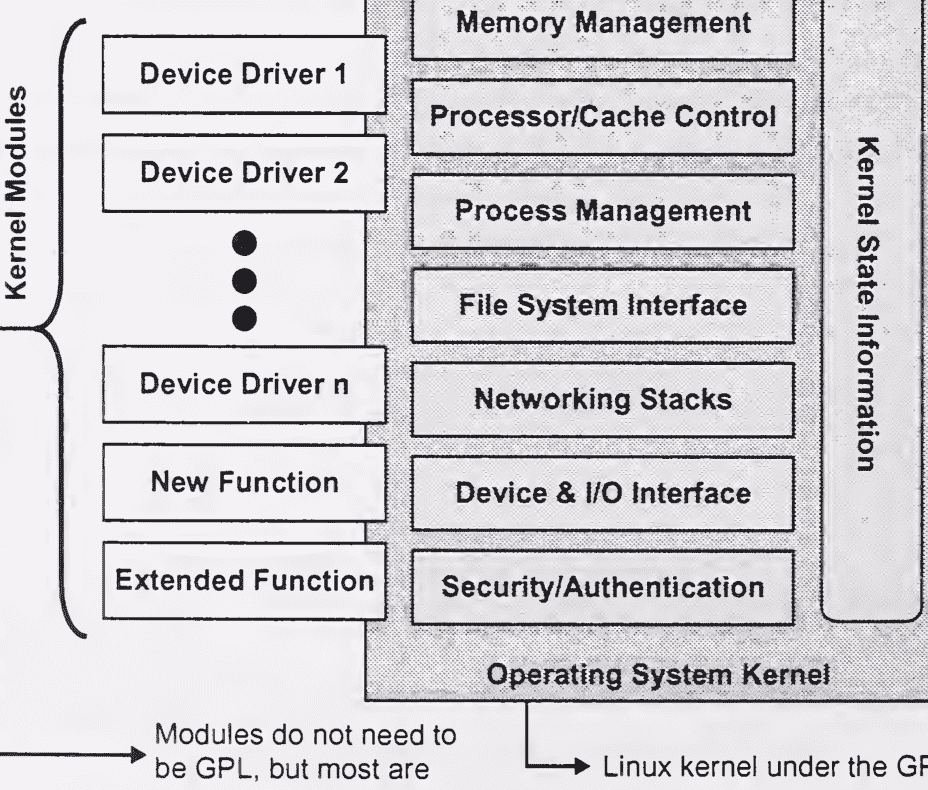 Kernel Modules
Device Driver 1
Device Driver 2
Device Driver n
New Function
Extended Function
Memory Management
Processor/Cache Control
Process Management
File System Interface
Networking Stacks
Device & I/O Interface
Security/Authentication
Kernel State Information
Operating System Kernel
Modules do not need to
be GPL, but most are
Linux kernel under the